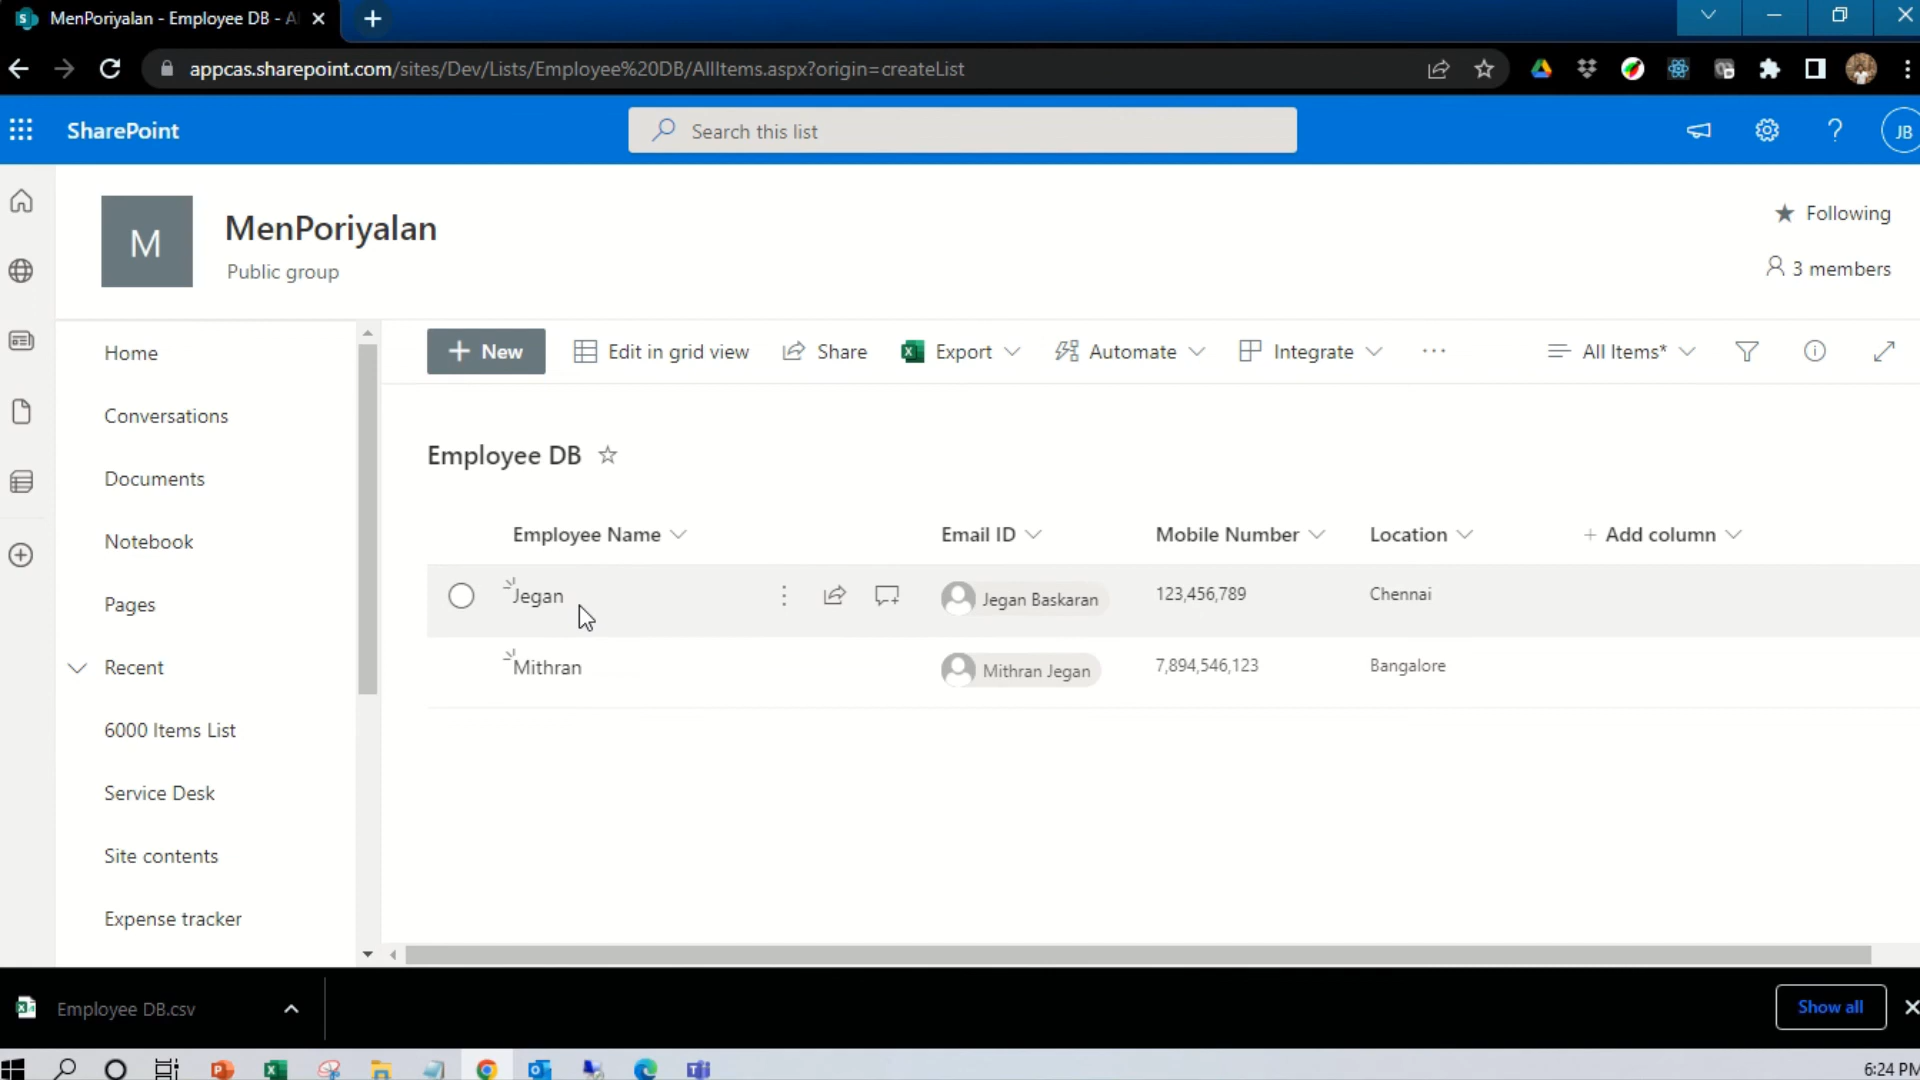 MenPoriyalan - Employee DB - Al
appcas.sharepoint.com/sites/Dev/Lists/Employee%20DB/AllItems.aspx?origin=createList
SharePoint
Search this list
JB
M
MenPoriyalan
Public group
Following
3 members
Home
Conversations
Documents
Notebook
Pages
Recent
6000 Items List
Service Desk
Site contents
Expense tracker
New
Edit in grid view
Share
Export
Automate
Integrate
All Items*
Employee DB
Employee Name
Email ID
Mobile Number
Location
Add column
Jegan
Jegan Baskaran
123,456,789
Chennai
Mithran
Mithran Jegan
7,894,546,123
Bangalore
Employee DB.csv
Show all
6:24 PM